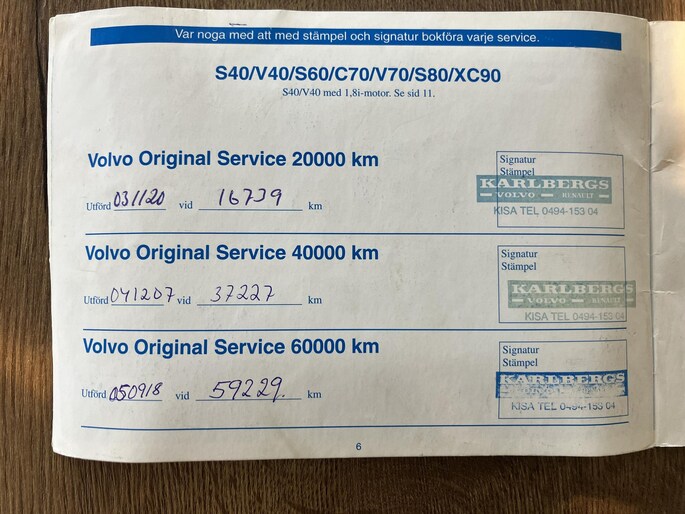 Var noga med att med stämpel och signatur bokföra varje service.
S40/V40/S60/C70/V70/S80/XC90
S40/V40 med 1,8i-motor. Se sid 11.
Volvo Original Service 20000 km
Utförd 031120 vid 16739 km
Signatur
Stämpel
KARLBERGS
VOLVO RENAULT
KISA TEL 0494-153 04
Volvo Original Service 40000 km
Utförd 041207 vid 37227 km
Signatur
Stämpel
KARLBERGS
VOLVO RENAULT
KISA TEL 0494-153 04
Volvo Original Service 60000 km
Utförd 050918 vid 59229. km
Signatur
Stämpel
KARLBERGS
KISA TEL 0494-153 04
6